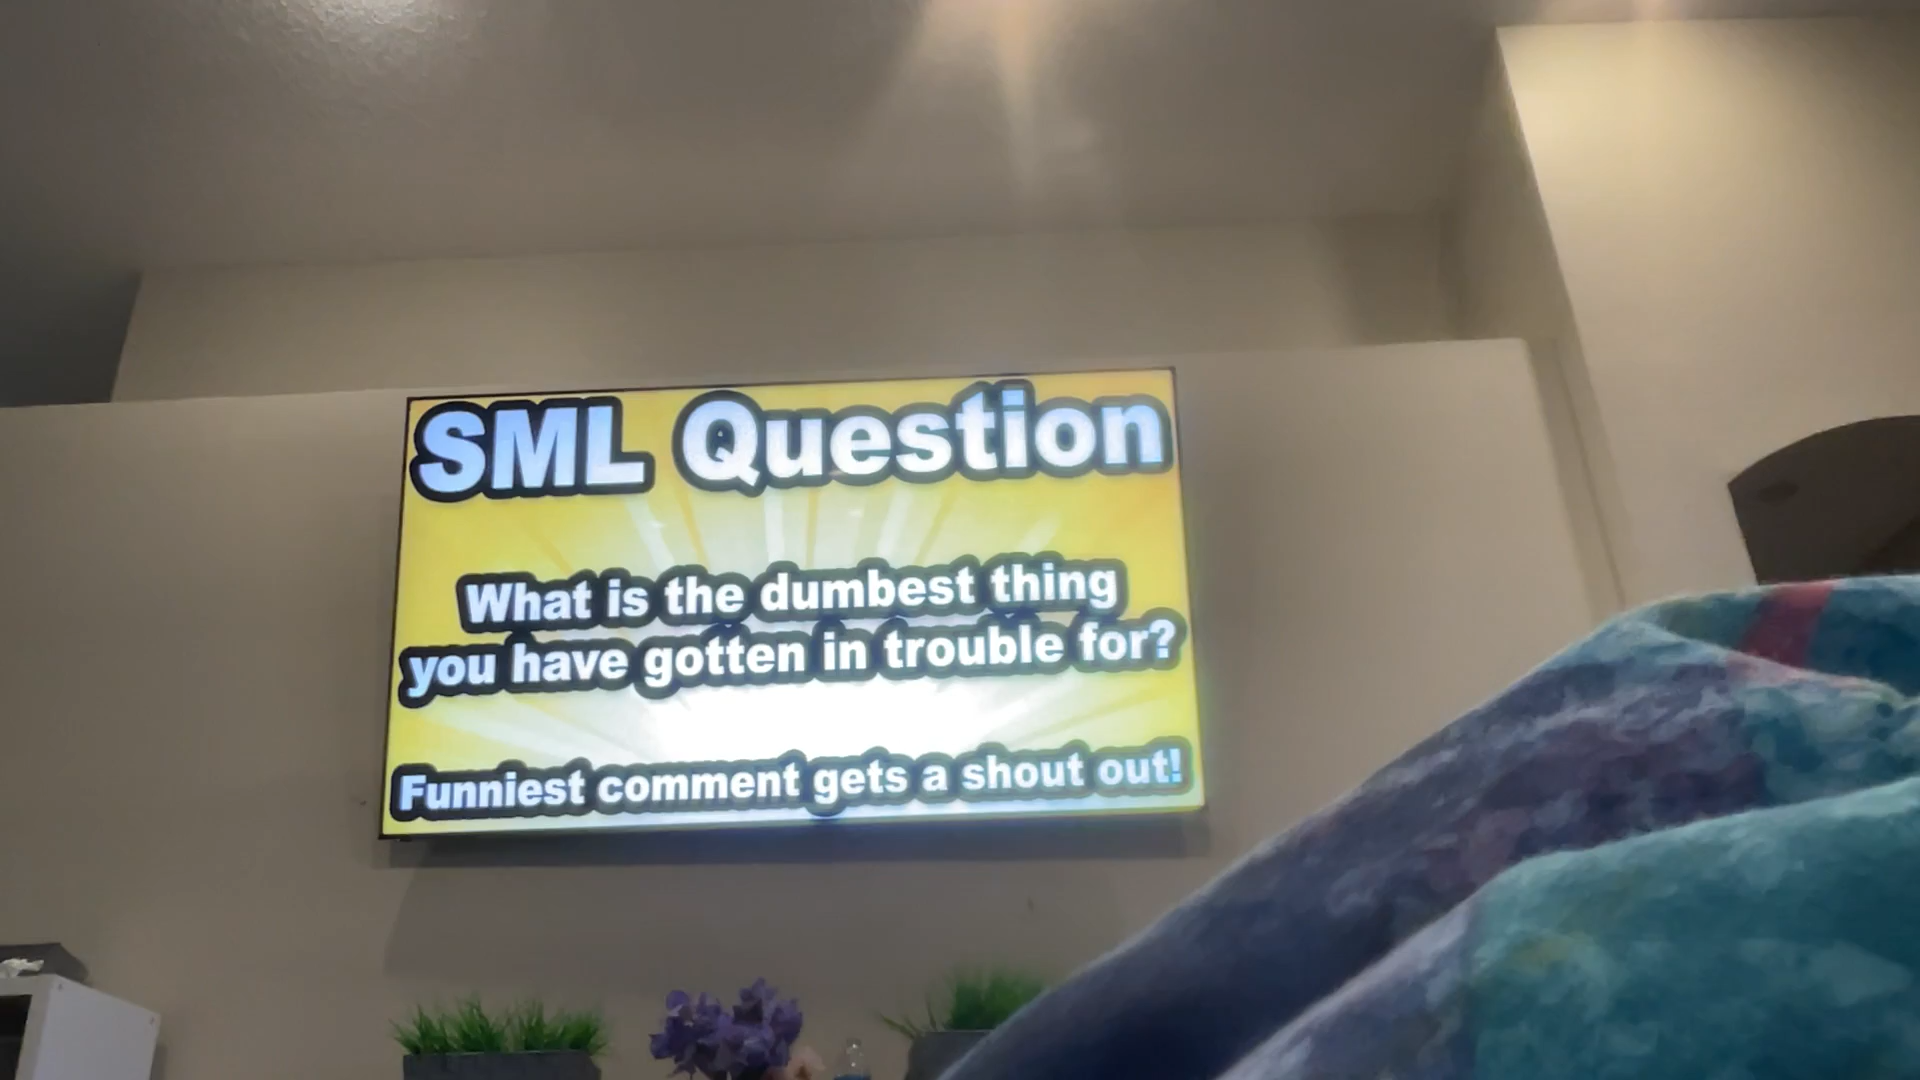 SML Question
What is the dumbest thing
you have gotten in trouble for?
Funniest comment gets a shout out!